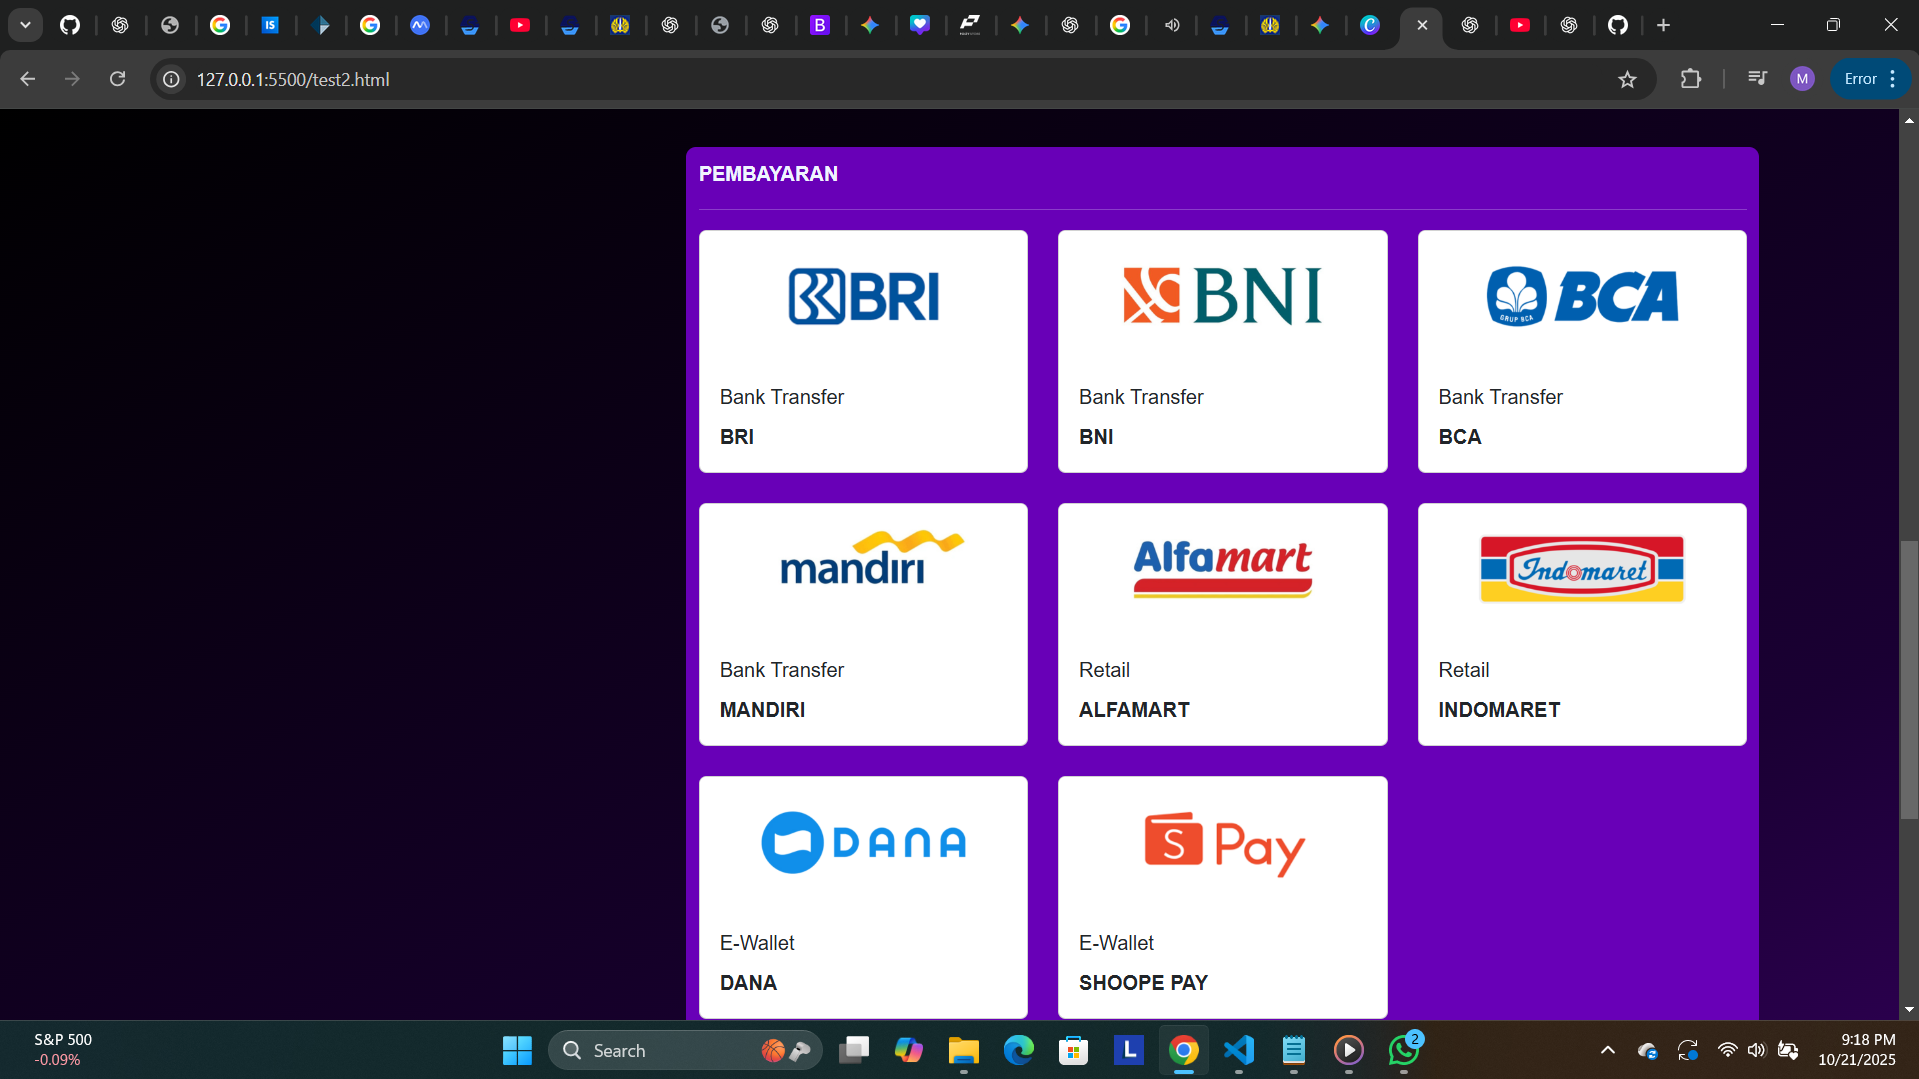 127.0.0.1:5500/test2.html
M
Error
PEMBAYARAN
BRI
BNI
GRUP BCA
BCA
Bank Transfer
BRI
Bank Transfer
BNI
Bank Transfer
BCA
mandiri
Alfamart
Indomaret
Bank Transfer
MANDIRI
Retail
ALFAMART
Retail
INDOMARET
DANA
S Pay
E-Wallet
DANA
E-Wallet
SHOOPE PAY
S&P 500
-0.09%
Search
L
2
9:18 PM
10/21/2025